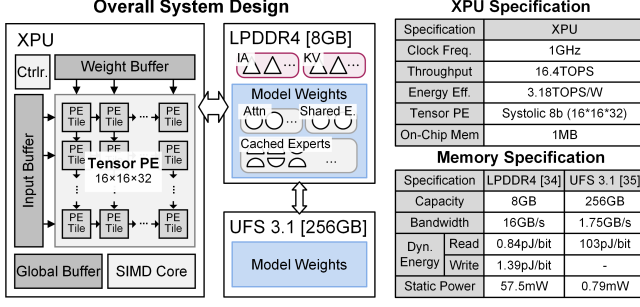 Overall System Design
XPU
Ctrlr.
Weight Buffer
Input Buffer
PE Tile PE Tile ... PE Tile
PE Tile PE Tile ... PE Tile
Tensor PE
16×16×32
PE Tile PE Tile ... PE Tile
Global Buffer
SIMD Core
LPDDR4 [8GB]
IA ...
KV ...
Model Weights
Attn ...
Shared E. ...
Cached Experts
...
UFS 3.1 [256GB]
Model Weights
XPU Specification
Specification XPU
Clock Freq. 1GHz
Throughput 16.4TOPS
Energy Eff. 3.18TOPS/W
Tensor PE Systolic 8b (16*16*32)
On-Chip Mem 1MB
Memory Specification
Specification LPDDR4 [34] UFS 3.1 [35]
Capacity 8GB 256GB
Bandwidth 16GB/s 1.75GB/s
Dyn. Energy Read 0.84pJ/bit 103pJ/bit
Write 1.39pJ/bit -
Static Power 57.5mW 0.79mW